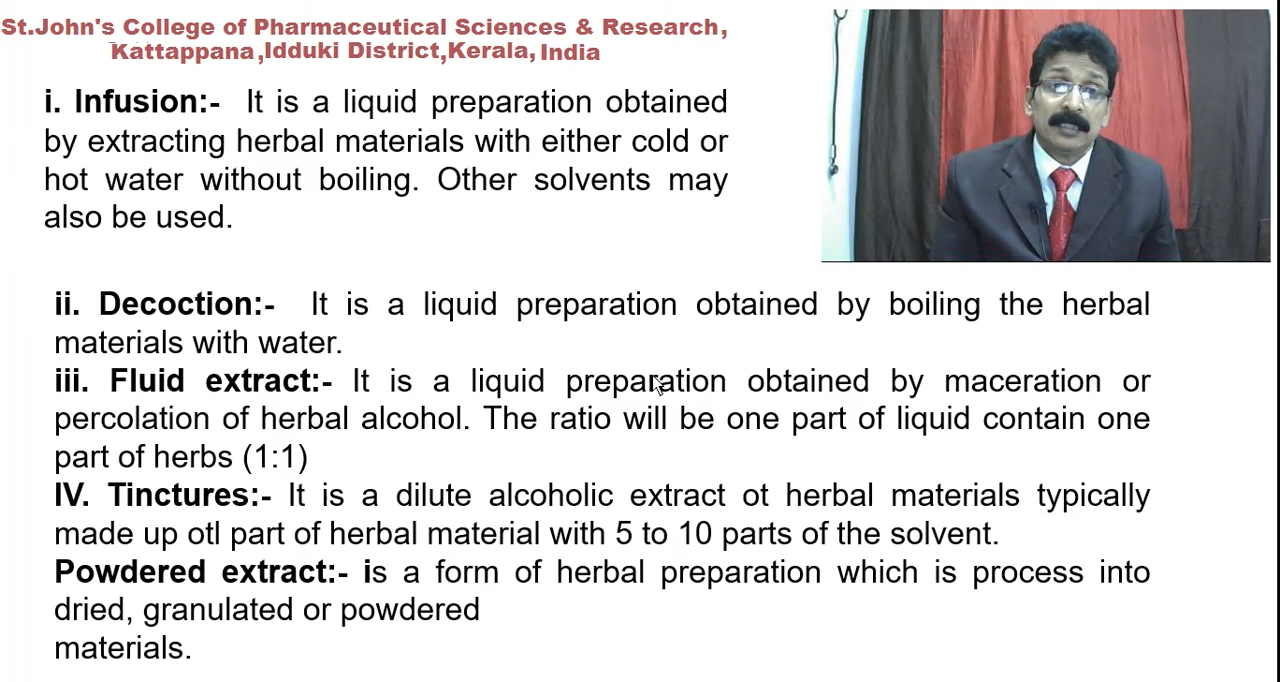 St.John's College of Pharmaceutical Sciences & Research,
Kattappana,Idduki District,Kerala, India
i. Infusion:- It is a liquid preparation obtained
by extracting herbal materials with either cold or
hot water without boiling. Other solvents may
also be used.
ii. Decoction:- It is a liquid preparation obtained by boiling the herbal
materials with water.
iii. Fluid extract:- It is a liquid preparation obtained by maceration or
percolation of herbal alcohol. The ratio will be one part of liquid contain one
part of herbs (1:1)
IV. Tinctures:- It is a dilute alcoholic extract ot herbal materials typically
made up otl part of herbal material with 5 to 10 parts of the solvent.
Powdered extract:- is a form of herbal preparation which is process into
dried, granulated or powdered
materials.